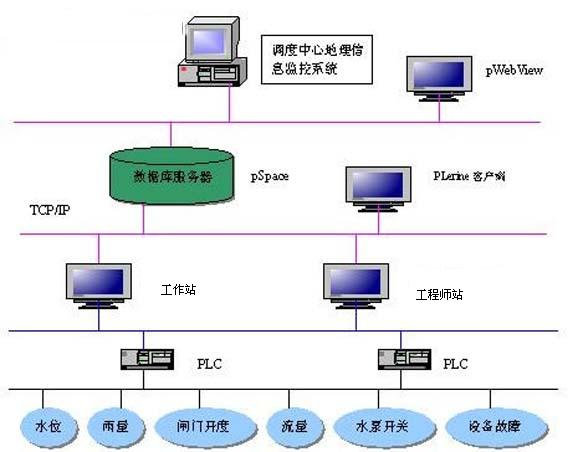 调度中心地理信
息监控系统
pWebView
数据库服务器
pSpace
PLerine 客户端
TCP/IP
工作站
工程师站
PLC
PLC
水位
雨量
闸门开度
流量
水泵开关
设备故障